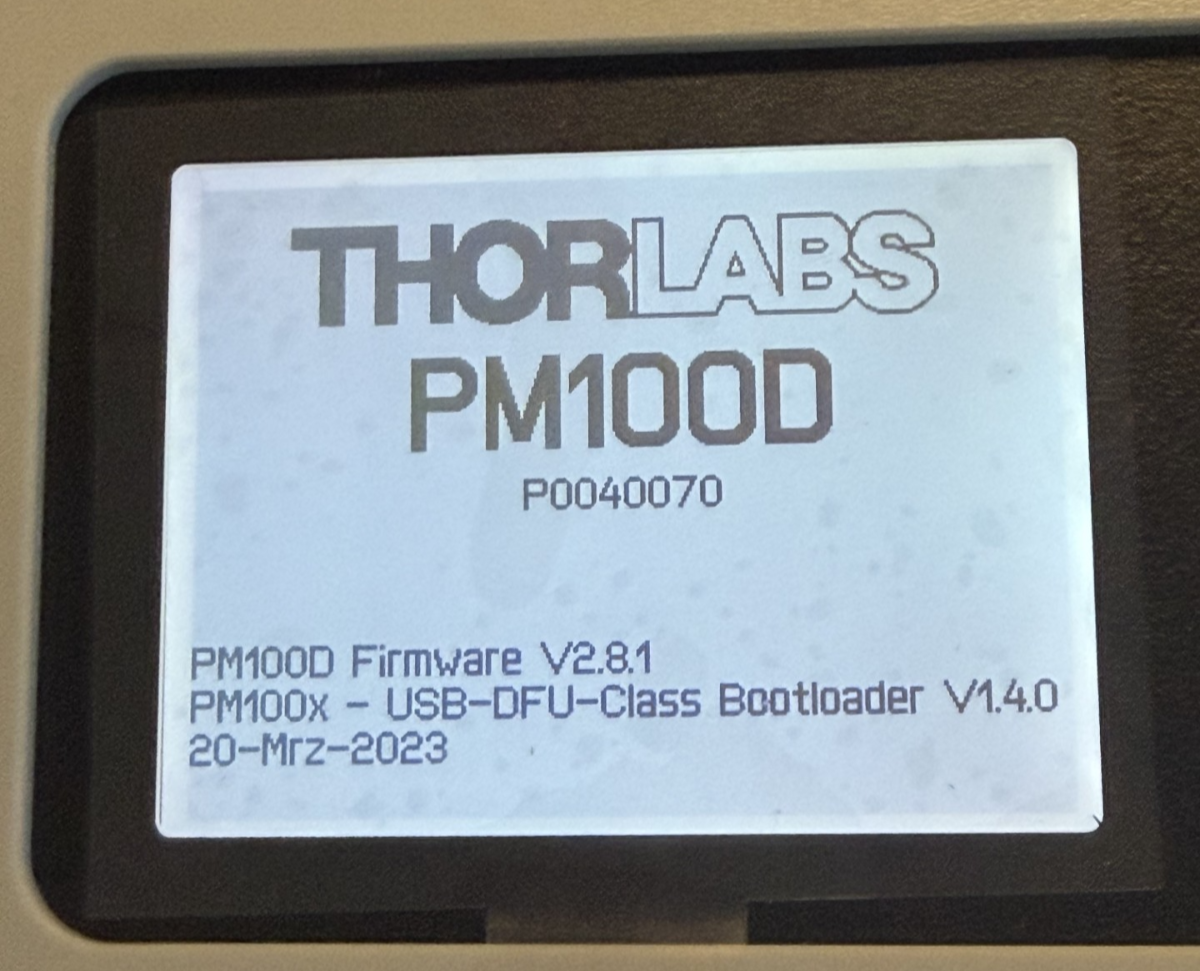 THORLABS
PM100D
P0040070
PM100D Firmware V2.8.1
PM100x - USB-DFU-Class Bootloader V1.4.0
20-Mrz-2023